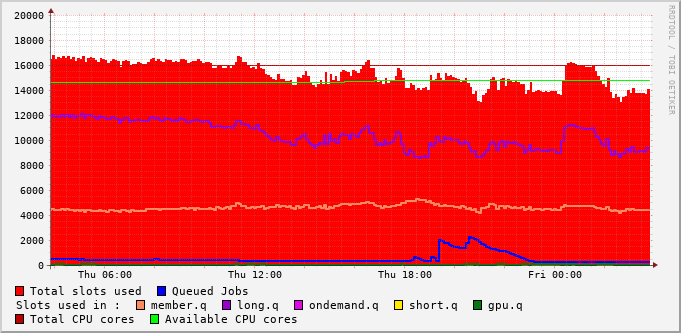 20000
18000
16000
14000
12000
10000
8000
6000
4000
2000
0
Thu 06:00 Thu 12:00 Thu 18:00 Fri 00:00
Total slots used Queued Jobs
Slots used in : member.q long.q ondemand.q short.q gpu.q
Total CPU cores Available CPU cores
RRDTOOL / TOBI OETIKER